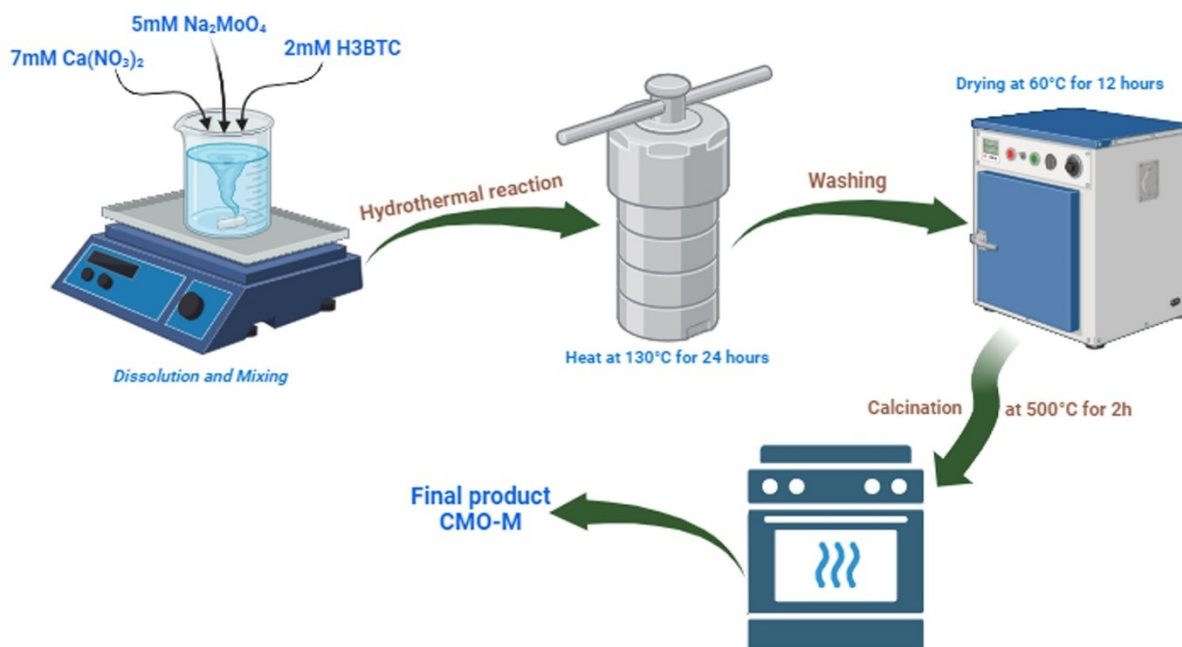 5mM Na₂MoO₄
7mM Ca(NO₃)₂
2mM H3BTC
Dissolution and Mixing
Hydrothermal reaction
Heat at 130°C for 24 hours
Washing
Drying at 60°C for 12 hours
Calcination at 500°C for 2h
Final product
CMO-M